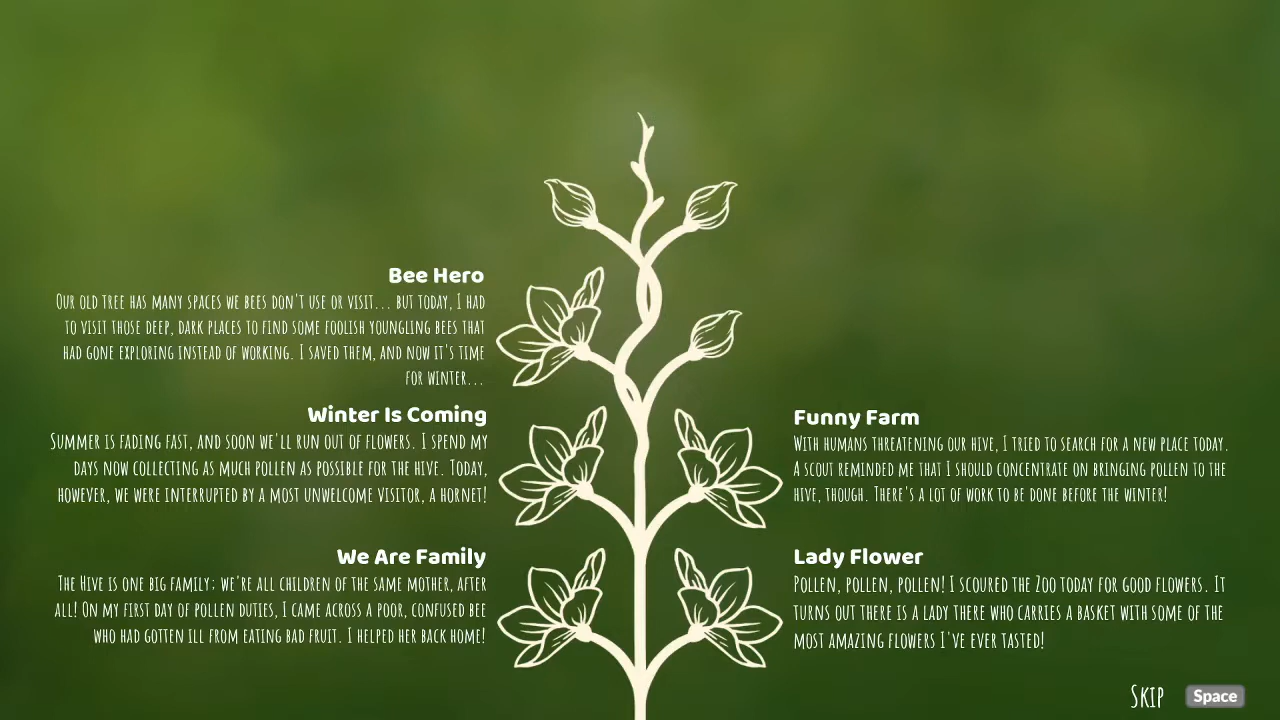 Bee Hero
Our old tree has many spaces we bees don't use or visit... but today, I had
to visit those deep, dark places to find some foolish youngling bees that
had gone exploring instead of working. I saved them, and now it's time
for winter...
Winter Is Coming
Summer is fading fast, and soon we'll run out of flowers. I spend my
days now collecting as much pollen as possible for the hive. Today,
however, we were interrupted by a most unwelcome visitor, a hornet!
Funny Farm
With humans threatening our hive, I tried to search for a new place today.
A scout reminded me that I should concentrate on bringing pollen to the
hive, though. There's a lot of work to be done before the winter!
We Are Family
The Hive is one big family; we're all children of the same mother, after
all! On my first day of pollen duties, I came across a poor, confused bee
who had gotten ill from eating bad fruit. I helped her back home!
Lady Flower
Pollen, pollen, pollen! I scoured the Zoo today for good flowers. It
turns out there is a lady there who carries a basket with some of the
most amazing flowers I've ever tasted!
Skip Space